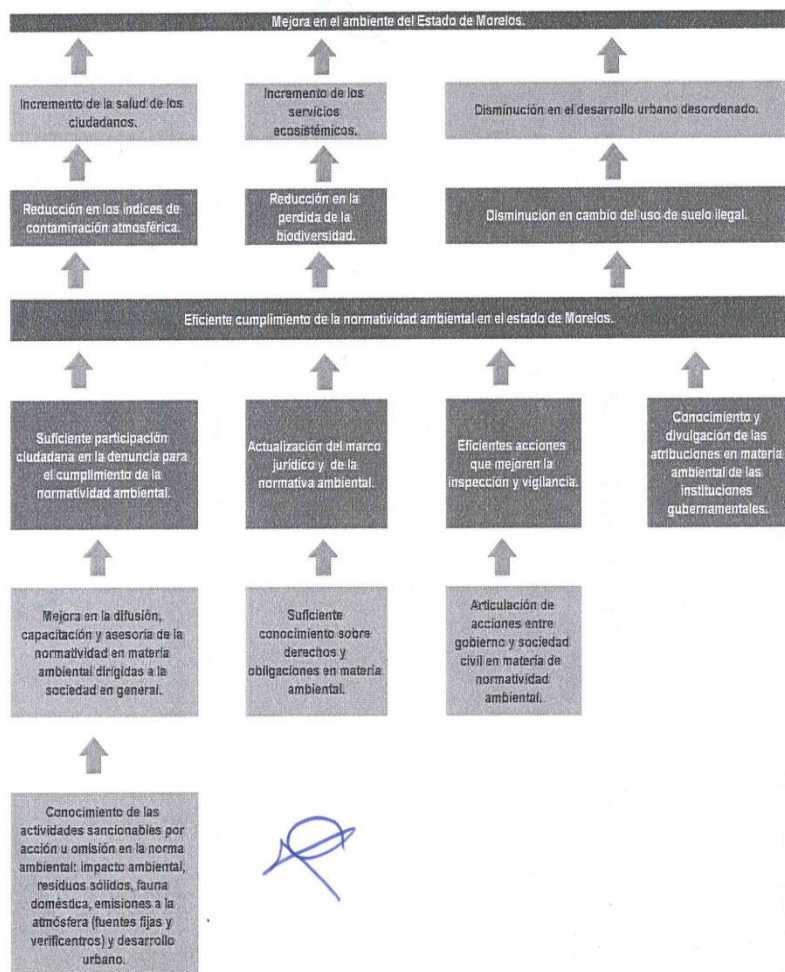 Mejora en el ambiente del Estado de Morelos.
Incremento de la salud de los
ciudadanos.
Incremento de los
servicios
ecosistémicos.
Disminución en el desarrollo urbano desordenado.
Reducción en los índices de
contaminación atmosférica.
Reducción en la
perdida de la
biodiversidad.
Disminución en cambio del uso de suelo ilegal.
Eficiente cumplimiento de la normatividad ambiental en el estado de Morelos.
Suficiente participación
ciudadana en la denuncia para
el cumplimiento de la
normatividad ambiental.
Actualización del marco
jurídico y de la
normativa ambiental.
Eficientes acciones
que mejoren la
inspección y vigilancia.
Conocimiento y
divulgación de las
atribuciones en materia
ambiental de las
instituciones
gubernamentales.
Mejora en la difusión,
capacitación y asesoría de la
normatividad en materia
ambiental dirigidas a la
sociedad en general.
Suficiente
conocimiento sobre
derechos y
obligaciones en materia
ambiental.
Articulación de
acciones entre
gobierno y sociedad
civil en materia de
normatividad
ambiental.
Conocimiento de las
actividades sancionables por
acción u omisión en la norma
ambiental: impacto ambiental,
residuos sólidos, fauna
doméstica, emisiones a la
atmósfera (fuentes fijas y
verificentros) y desarrollo
urbano.